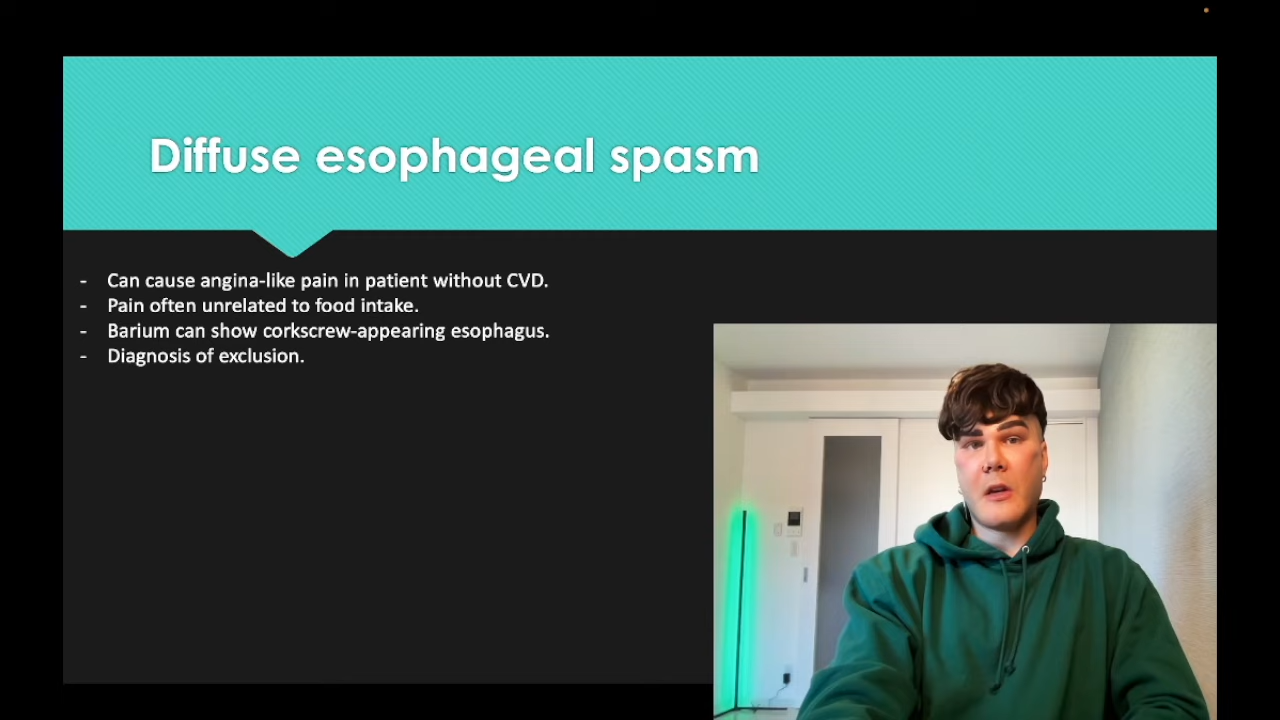 Diffuse esophageal spasm
- Can cause angina-like pain in patient without CVD.
- Pain often unrelated to food intake.
- Barium can show corkscrew-appearing esophagus.
- Diagnosis of exclusion.